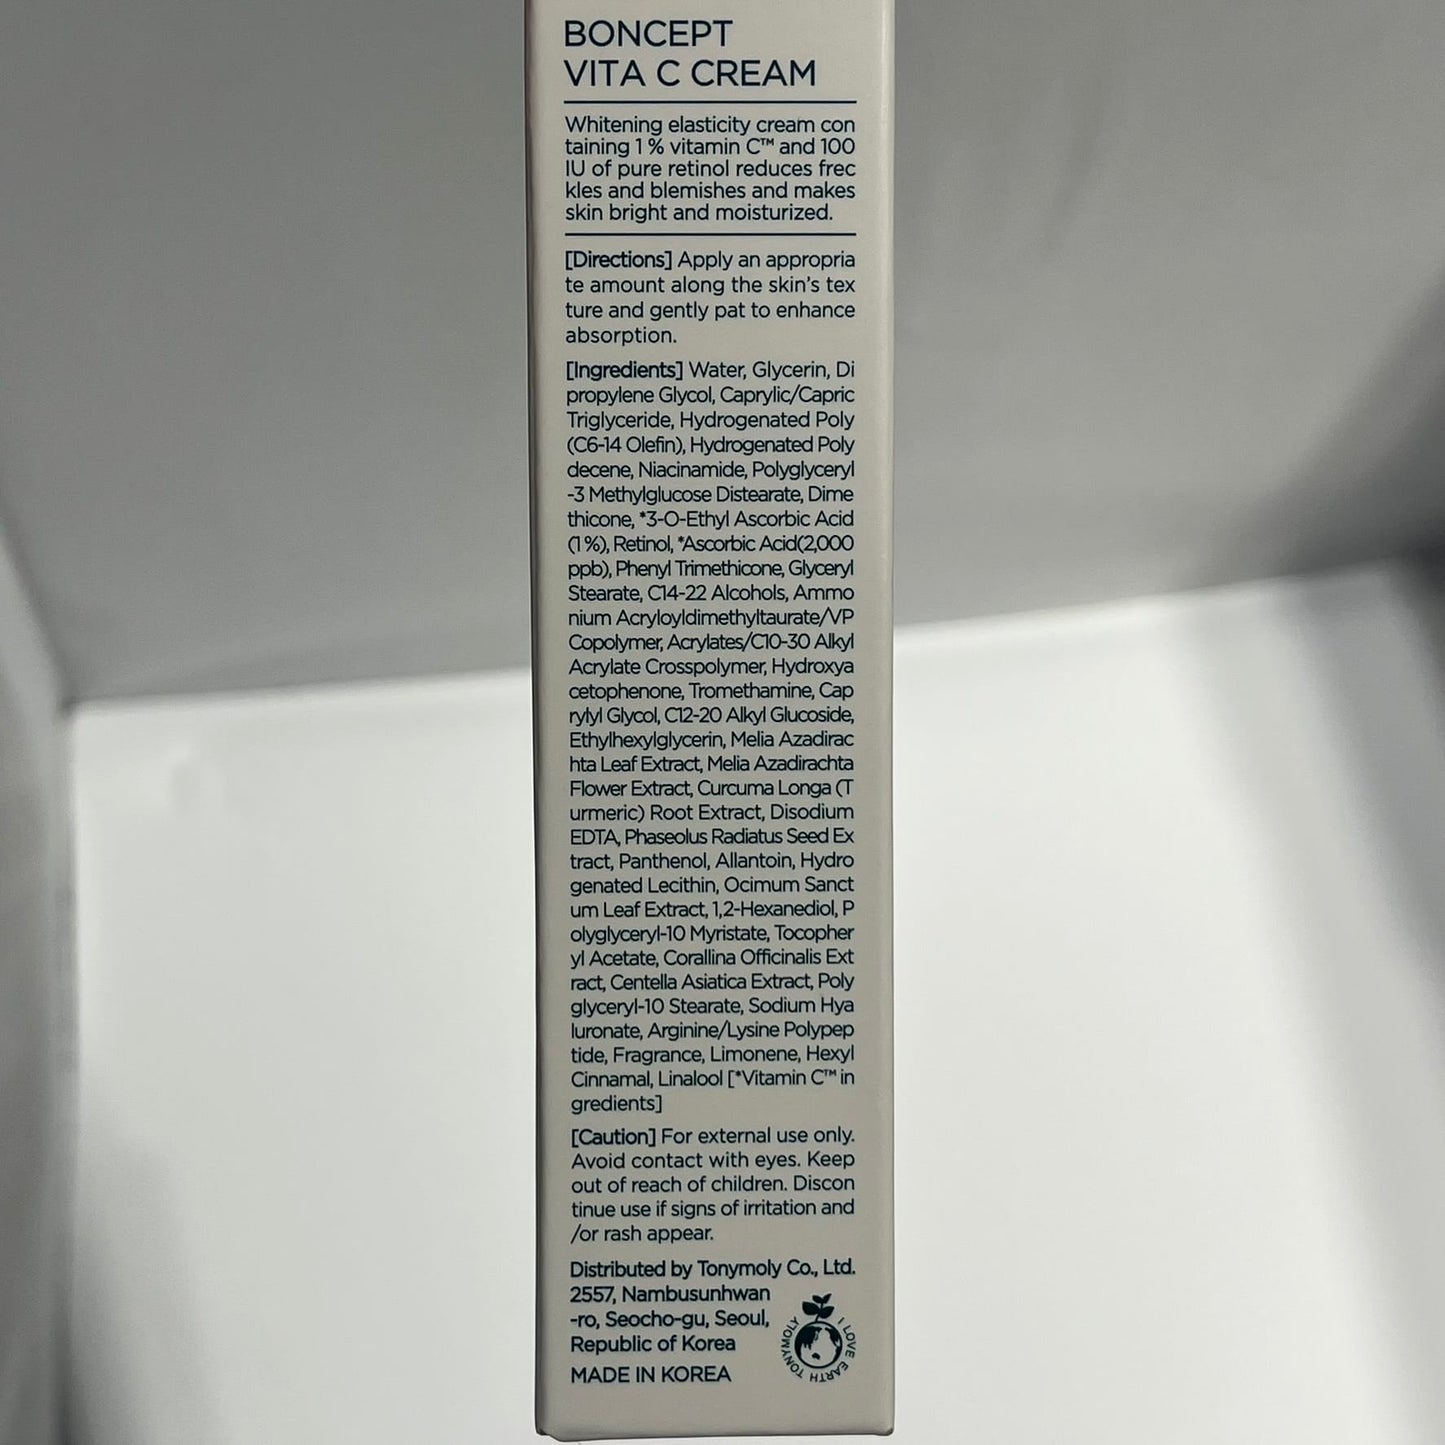 BONCEPT
VITA C CREAM
Whitening elasticity cream con
taining 1 % vitamin C™ and 100
IU of pure retinol reduces frec
kles and blemishes and makes
skin bright and moisturized.
[Directions] Apply an appropria
te amount along the skin's tex
ture and gently pat to enhance
absorption.
[Ingredients] Water, Glycerin, Di
propylene Glycol, Caprylic/Capric
Triglyceride, Hydrogenated Poly
(C6-14 Olefin), Hydrogenated Poly
decene, Niacinamide, Polyglyceryl
-3 Methylglucose Distearate, Dime
thicone, *3-O-Ethyl Ascorbic Acid
(1 %), Retinol, *Ascorbic Acid(2,000
ppb), Phenyl Trimethicone, Glyceryl
Stearate, C14-22 Alcohols, Ammo
nium Acryloyldimethyltaurate/VP
Copolymer, Acrylates/C10-30 Alkyl
Acrylate Crosspolymer, Hydroxya
cetophenone, Tromethamine, Cap
rylyl Glycol, C12-20 Alkyl Glucoside,
Ethylhexylglycerin, Melia Azadirac
hta Leaf Extract, Melia Azadirachta
Flower Extract, Curcuma Longa (T
urmeric) Root Extract, Disodium
EDTA, Phaseolus Radiatus Seed Ex
tract, Panthenol, Allantoin, Hydro
genated Lecithin, Ocimum Sanct
um Leaf Extract, 1,2-Hexanediol, P
olyglyceryl-10 Myristate, Tocopher
yl Acetate, Corallina Officinalis Ext
ract, Centella Asiatica Extract, Poly
glyceryl-10 Stearate, Sodium Hya
luronate, Arginine/Lysine Polypep
tide, Fragrance, Limonene, Hexyl
Cinnamal, Linalool [*Vitamin C™ in
gredients]
[Caution] For external use only.
Avoid contact with eyes. Keep
out of reach of children. Discon
tinue use if signs of irritation and
/or rash appear.
Distributed by Tonymoly Co., Ltd.
2557, Nambusunhwan
-ro, Seocho-gu, Seoul,
Republic of Korea
MADE IN KOREA
I LOVE EARTH TONYMOLY